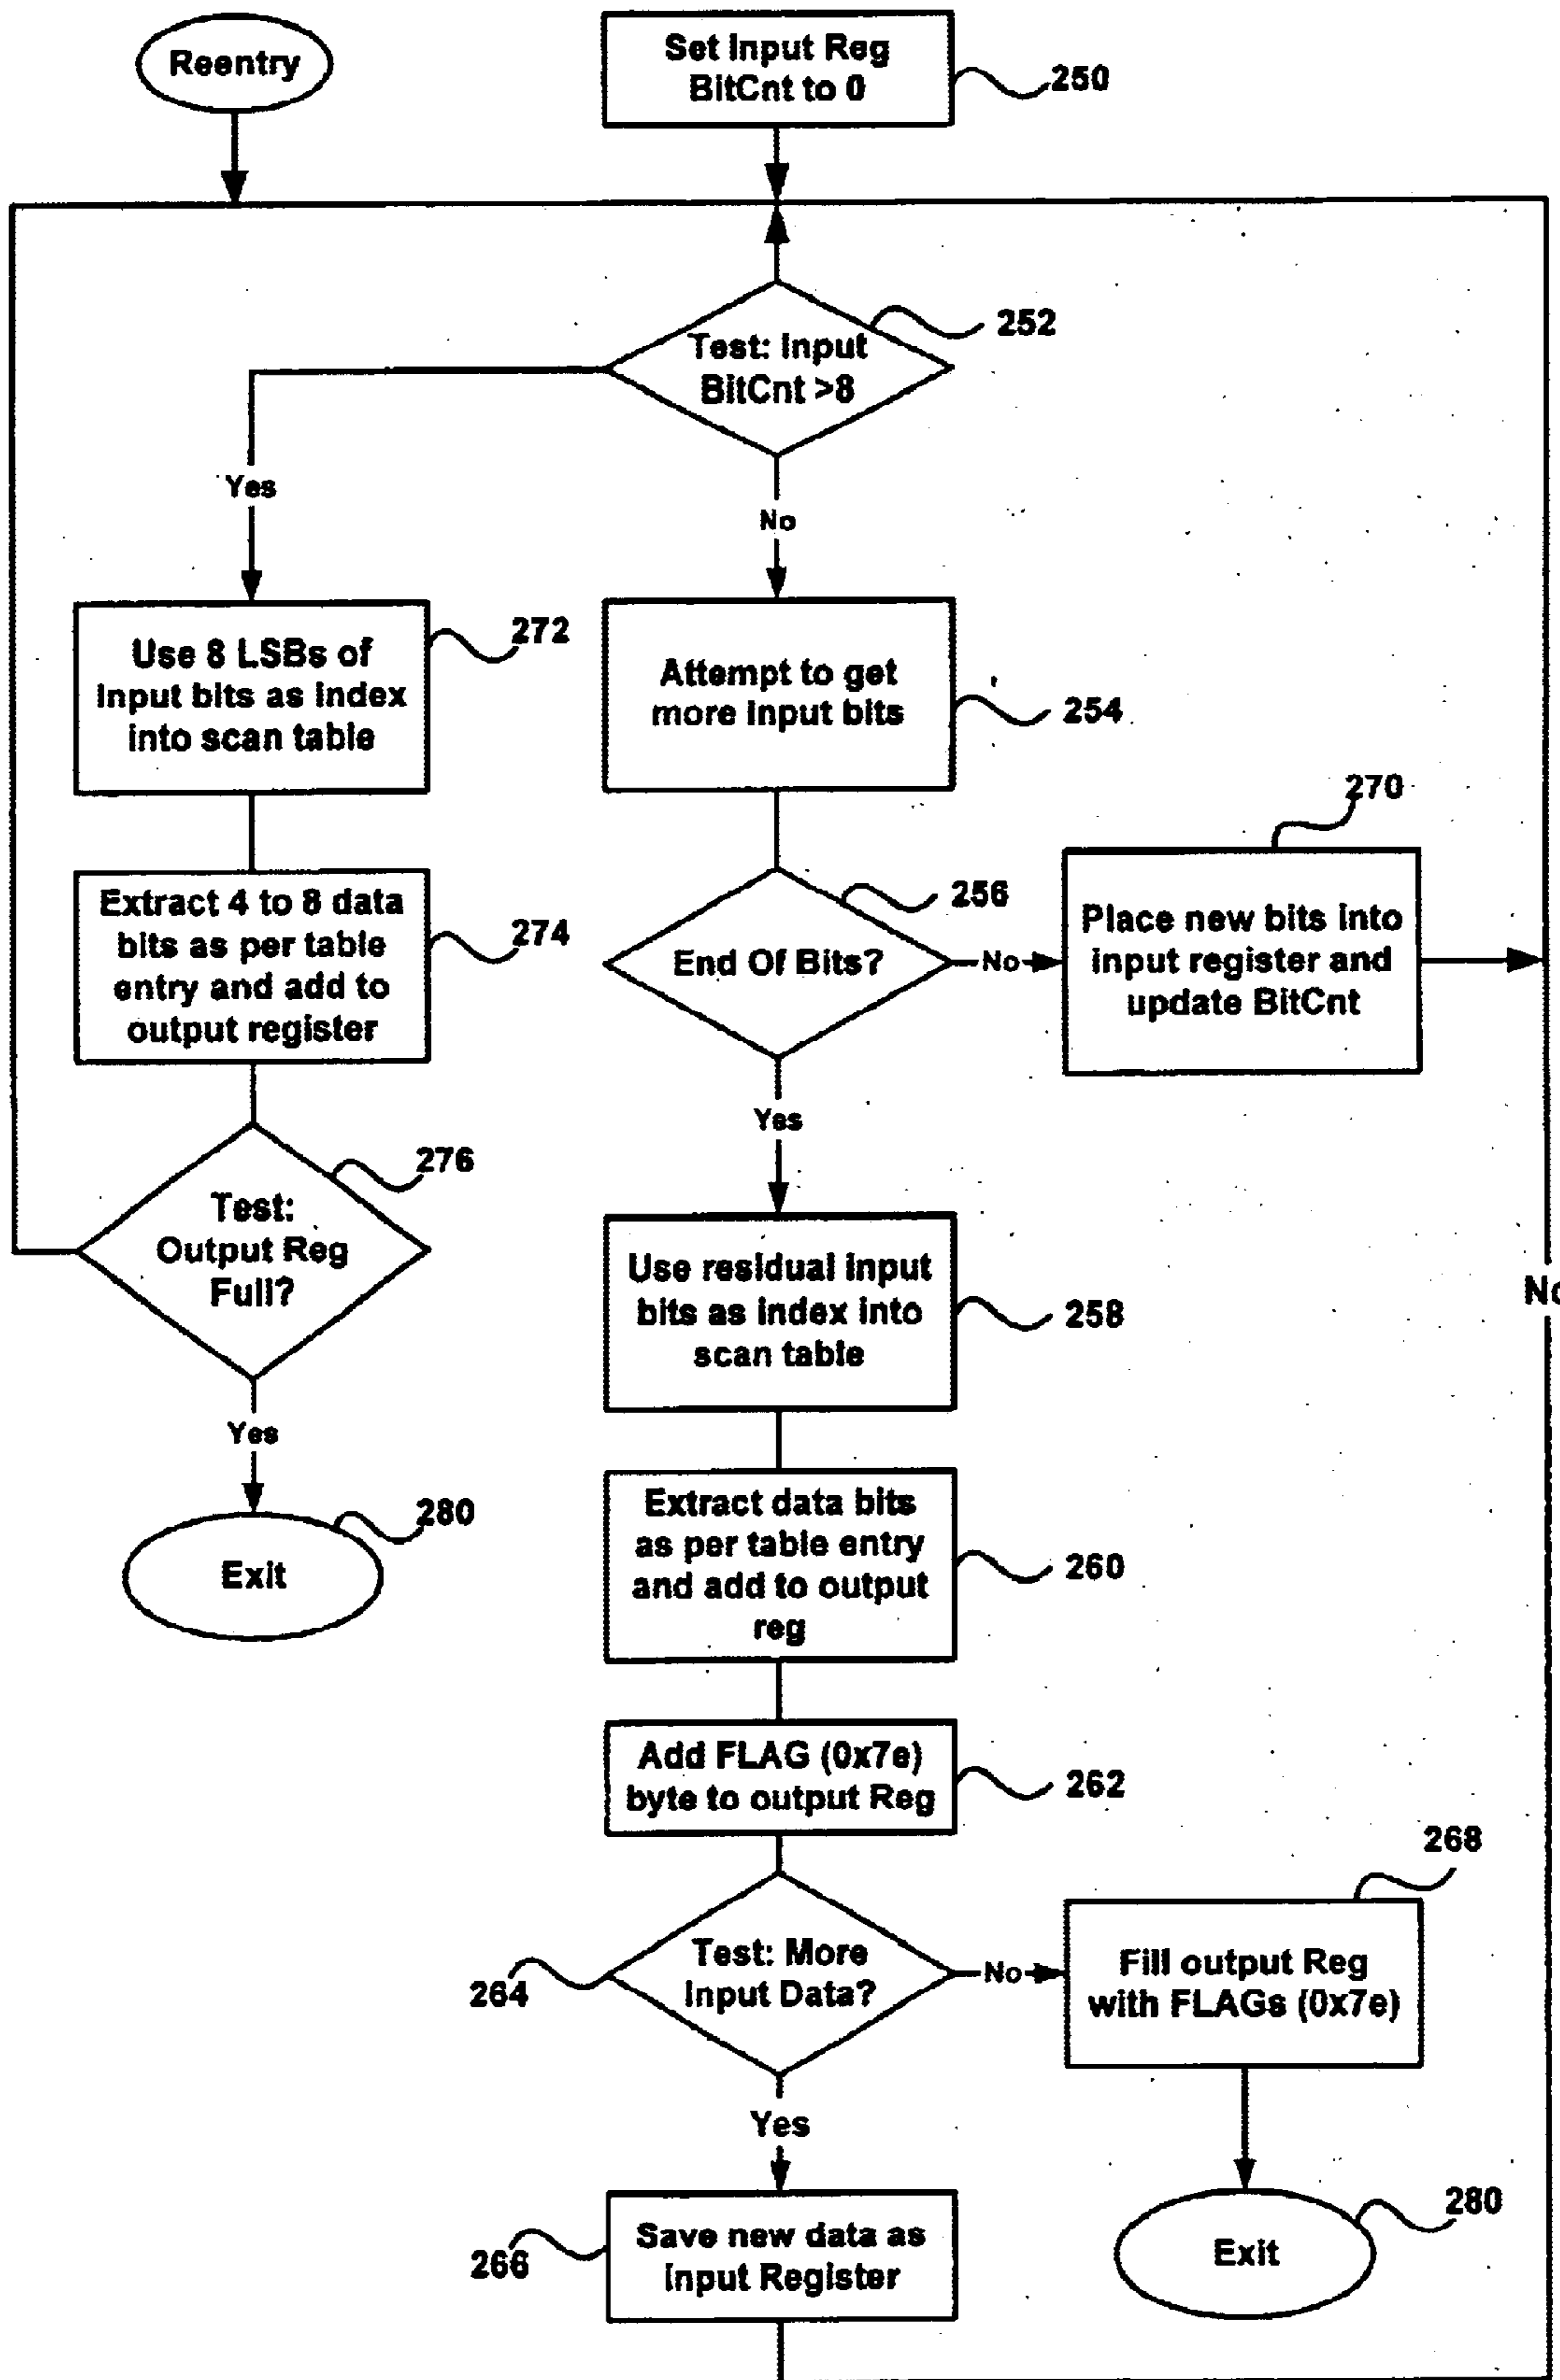 Reentry
Set Input Reg
BitCnt to 0
250
Test: Input
BitCnt >8
252
Yes
No
Use 8 LSBs of
Input bits as index
into scan table
272
Attempt to get
more Input bits
254
270
Extract 4 to 8 data
bits as per table
entry and add to
output register
274
End Of Bits?
256
No
Place new bits into
input register and
update BitCnt
Yes
Test:
Output Reg
Full?
276
Use residual input
bits as index into
scan table
258
No
Yes
Exit
280
Extract data bits
as per table entry
and add to output
reg
260
Add FLAG (0x7e)
byte to output Reg
262
268
Test: More
Input Data?
264
No
Fill output Reg
with FLAGs (0x7e)
Yes
Save new data as
Input Register
266
Exit
280